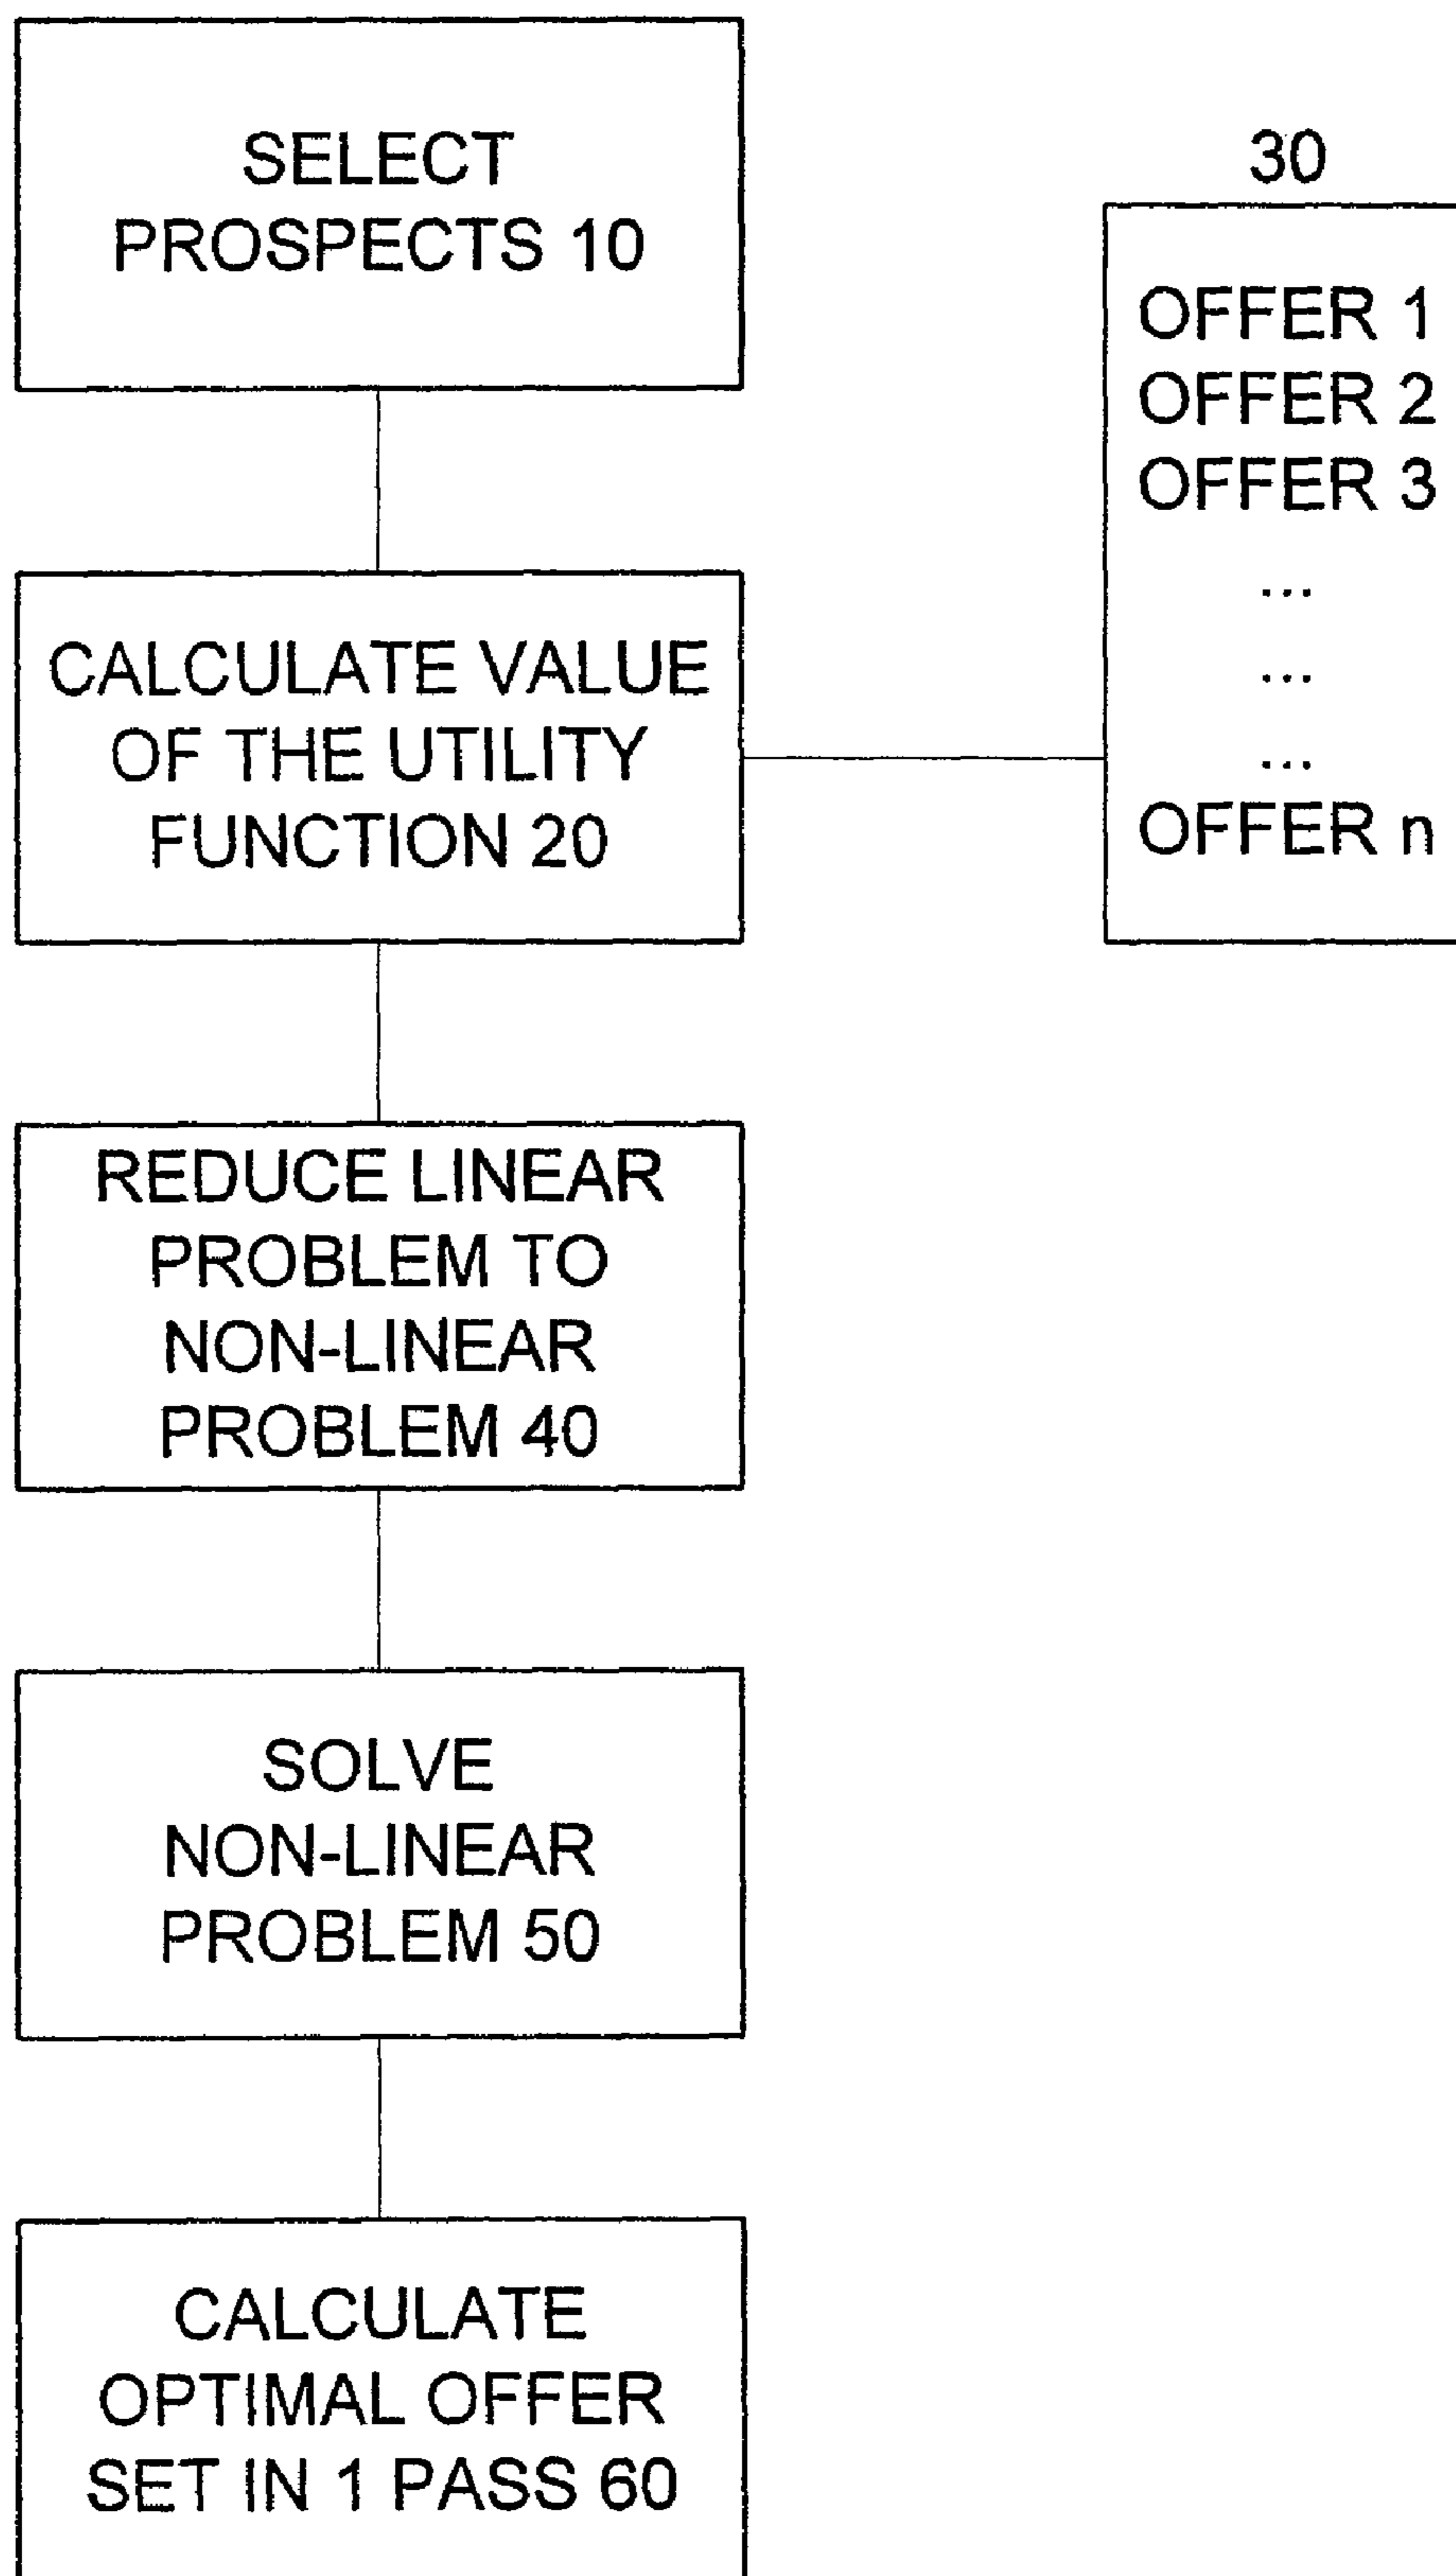 SELECT
PROSPECTS 10
30
OFFER 1
OFFER 2
OFFER 3
...
...
...
OFFER n
CALCULATE VALUE
OF THE UTILITY
FUNCTION 20
REDUCE LINEAR
PROBLEM TO
NON-LINEAR
PROBLEM 40
SOLVE
NON-LINEAR
PROBLEM 50
CALCULATE
OPTIMAL OFFER
SET IN 1 PASS 60